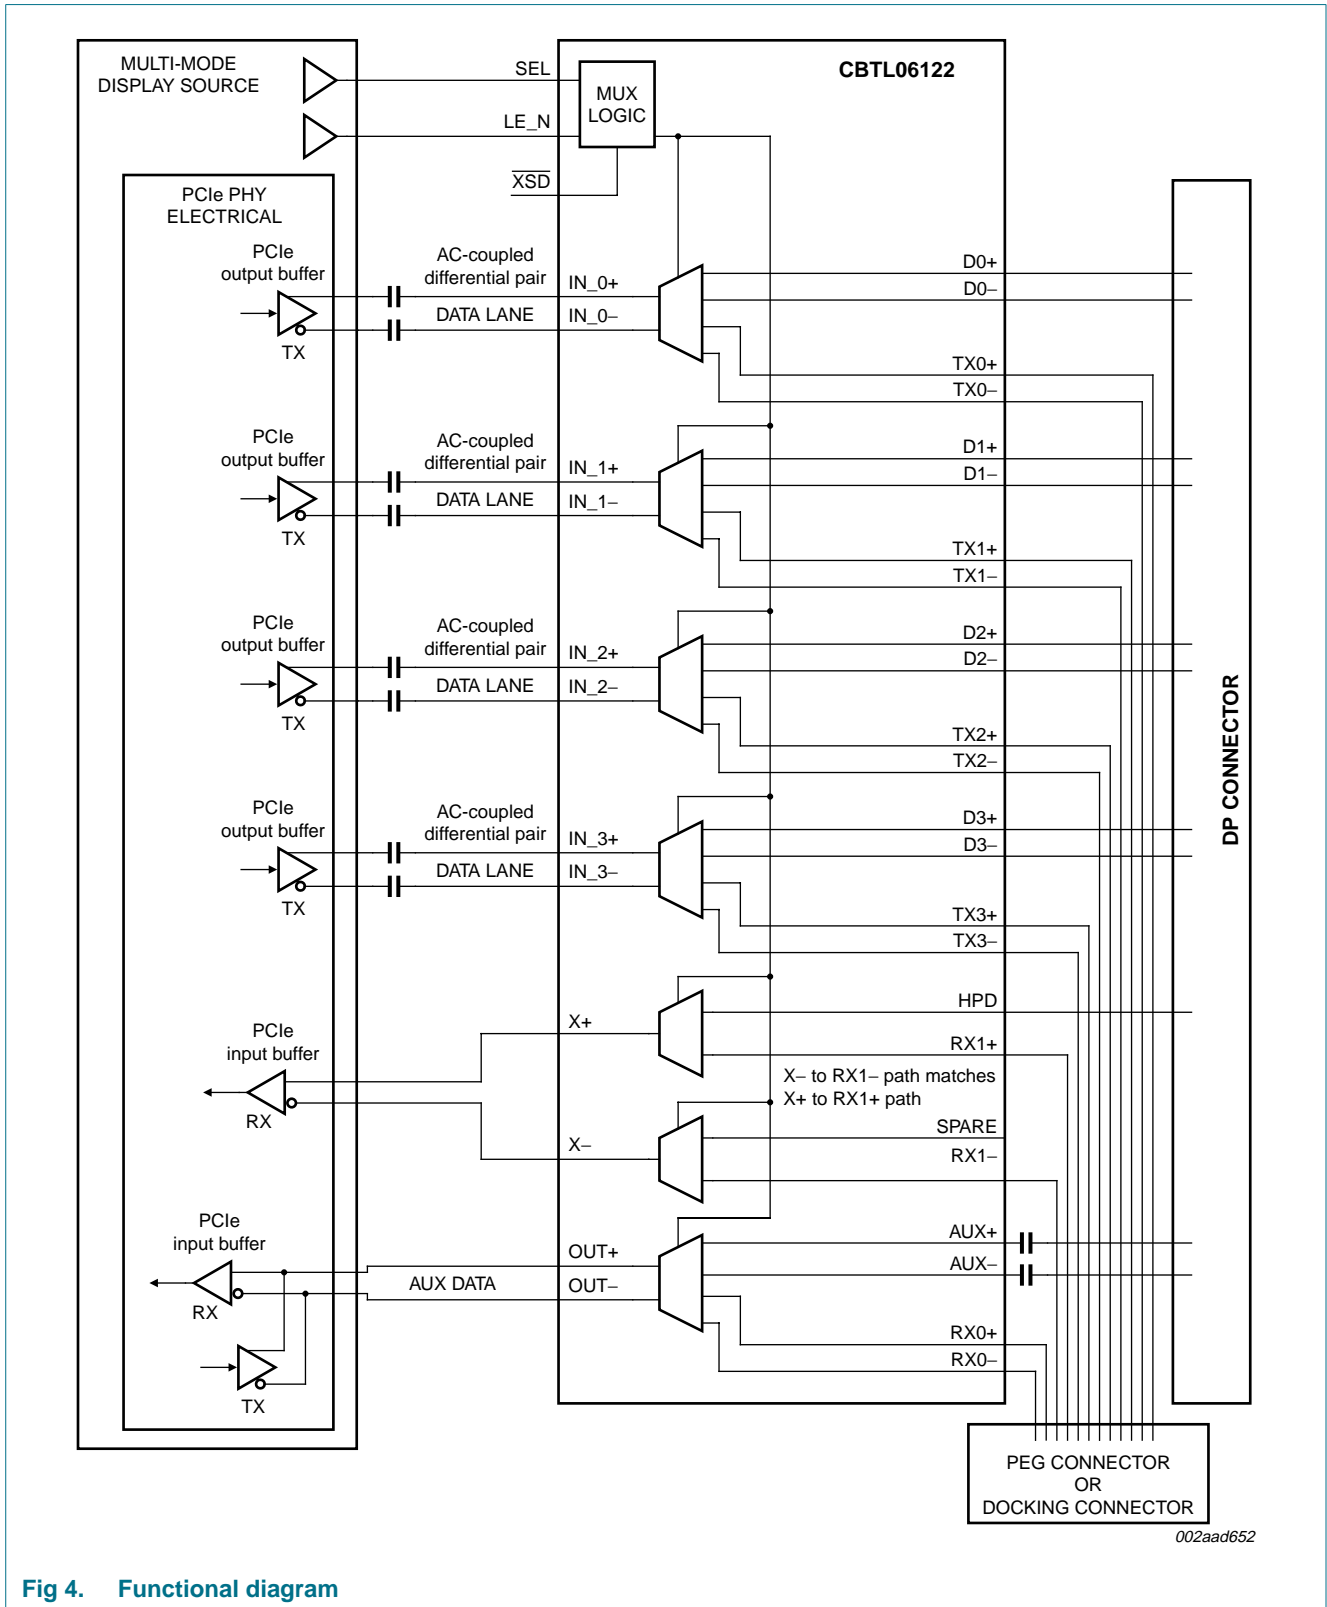 MULTI-MODE
DISPLAY SOURCE
SEL
LE_N
MUX
LOGIC
XSD
CBTL06122
PCIe PHY
ELECTRICAL
PCIe
output buffer
TX
AC-coupled
differential pair
DATA LANE
IN_0+
IN_0−
D0+
D0−
TX0+
TX0−
PCIe
output buffer
TX
AC-coupled
differential pair
DATA LANE
IN_1+
IN_1−
D1+
D1−
TX1+
TX1−
PCIe
output buffer
TX
AC-coupled
differential pair
DATA LANE
IN_2+
IN_2−
D2+
D2−
TX2+
TX2−
PCIe
output buffer
TX
AC-coupled
differential pair
DATA LANE
IN_3+
IN_3−
D3+
D3−
TX3+
TX3−
DP CONNECTOR
PCIe
input buffer
RX
X+
HPD
RX1+
X− to RX1− path matches
X+ to RX1+ path
X−
SPARE
RX1−
PCIe
input buffer
RX
TX
AUX DATA
OUT+
OUT−
AUX+
AUX−
RX0+
RX0−
PEG CONNECTOR
OR
DOCKING CONNECTOR
002aad652
Fig 4. Functional diagram